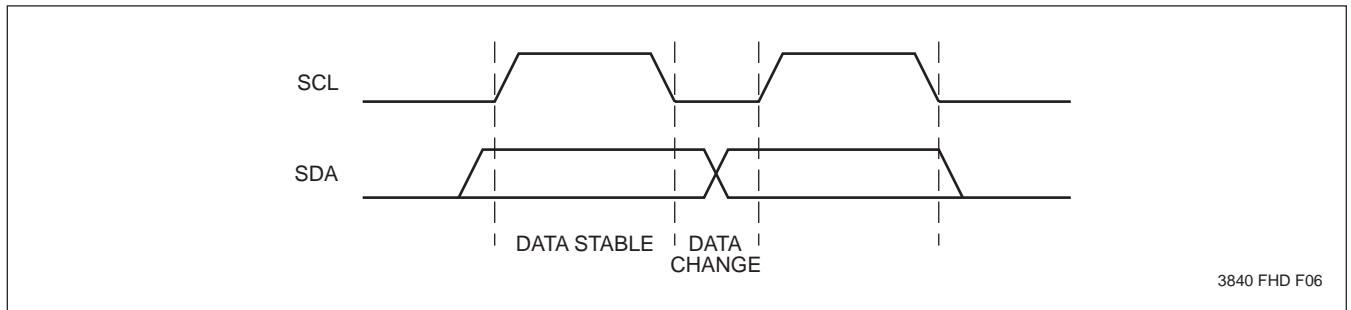 SCL
SDA
DATA STABLE
DATA
CHANGE
3840 FHD F06